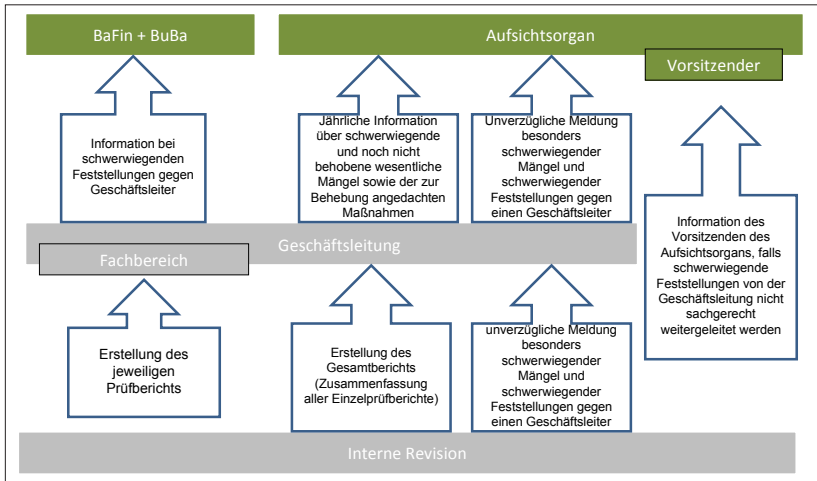 BaFin + BuBa
Aufsichtsorgan
Vorsitzender
Information bei
schwerwiegenden
Feststellungen gegen
Geschäftsleiter
Jährliche Information
über schwerwiegende
und noch nicht
behobene wesentliche
Mängel sowie der zur
Behebung angedachten
Maßnahmen
Unverzügliche Meldung
besonders
schwerwiegender
Mängel und
schwerwiegender
Feststellungen gegen
einen Geschäftsleiter
Information des
Vorsitzenden des
Aufsichtsorgans, falls
schwerwiegende
Feststellungen von der
Geschäftsleitung nicht
sachgerecht
weitergeleitet werden
Geschäftsleitung
Fachbereich
Erstellung des
jeweiligen
Prüfberichts
Erstellung des
Gesamtberichts
(Zusammenfassung
aller Einzelprüfberichte)
unverzügliche Meldung
besonders
schwerwiegender
Mängel und
schwerwiegender
Feststellungen gegen
einen Geschäftsleiter
Interne Revision